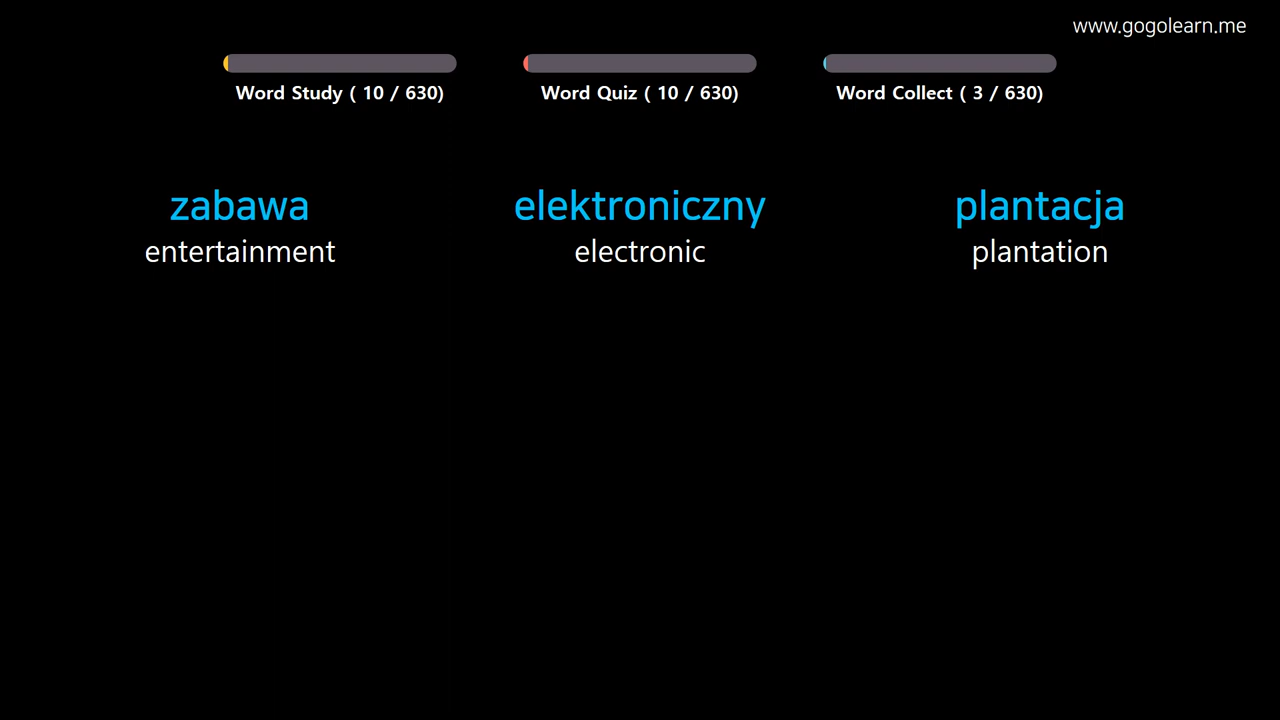 www.gogolearn.me
Word Study ( 10 / 630)
Word Quiz ( 10 / 630)
Word Collect ( 3 / 630)
zabawa
entertainment
elektroniczny
electronic
plantacja
plantation